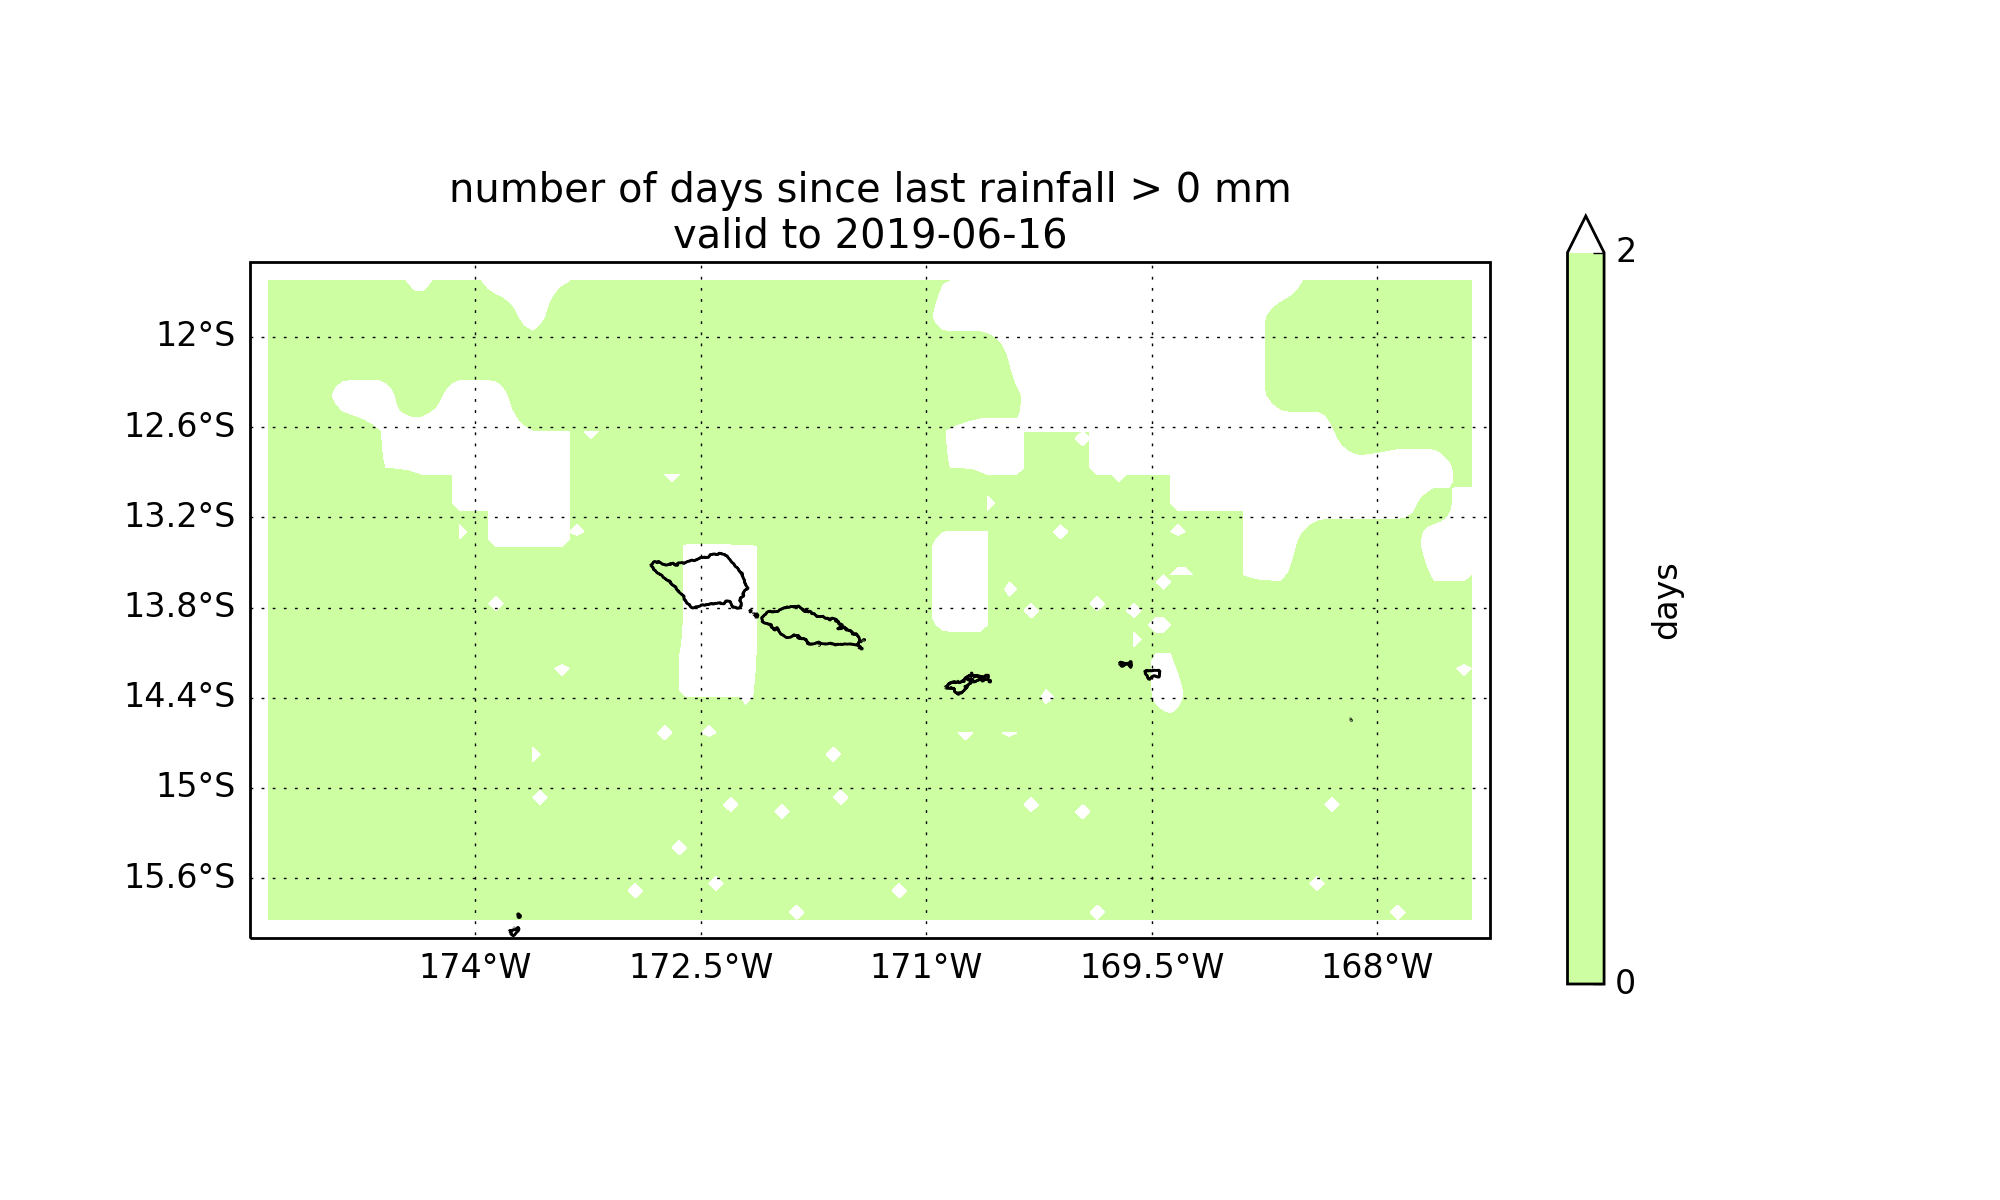 number of days since last rainfall > 0 mm
valid to 2019-06-16
2
12°S
12.6°S
13.2°S
13.8°S
14.4°S
15°S
15.6°S
days
174°W
172.5°W
171°W
169.5°W
168°W
0